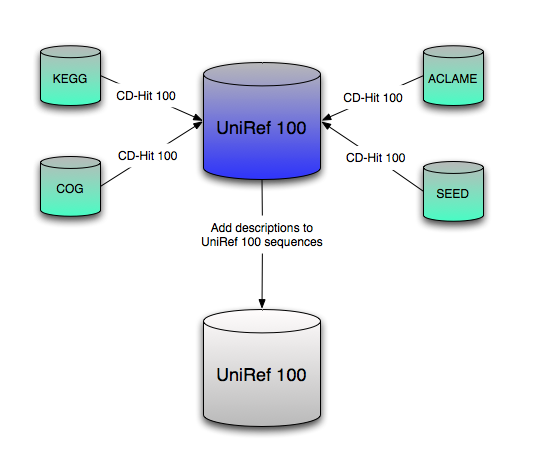 KEGG
ACLAME
CD-Hit 100
CD-Hit 100
UniRef 100
CD-Hit 100
CD-Hit 100
COG
SEED
Add descriptions to
UniRef 100 sequences
UniRef 100